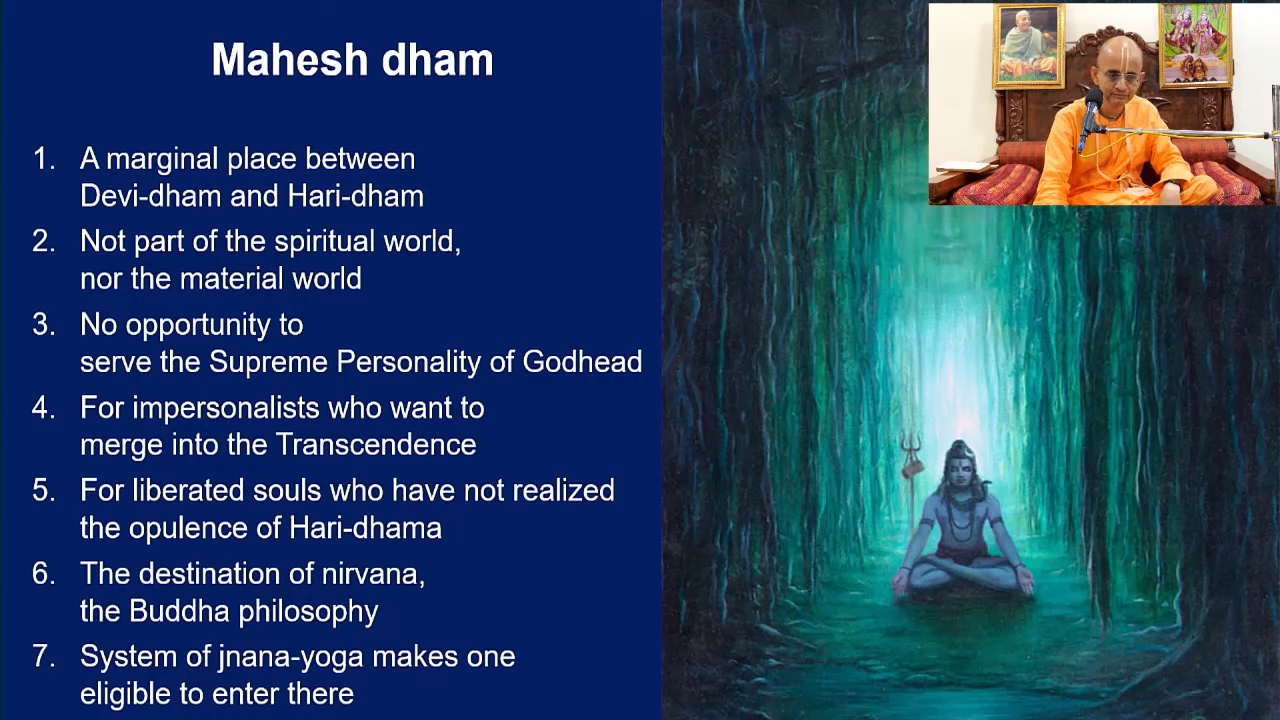 Mahesh dham
1. A marginal place between
Devi-dham and Hari-dham
2. Not part of the spiritual world,
nor the material world
3. No opportunity to
serve the Supreme Personality of Godhead
4. For impersonalists who want to
merge into the Transcendence
5. For liberated souls who have not realized
the opulence of Hari-dhama
6. The destination of nirvana,
the Buddha philosophy
7. System of jnana-yoga makes one
eligible to enter there